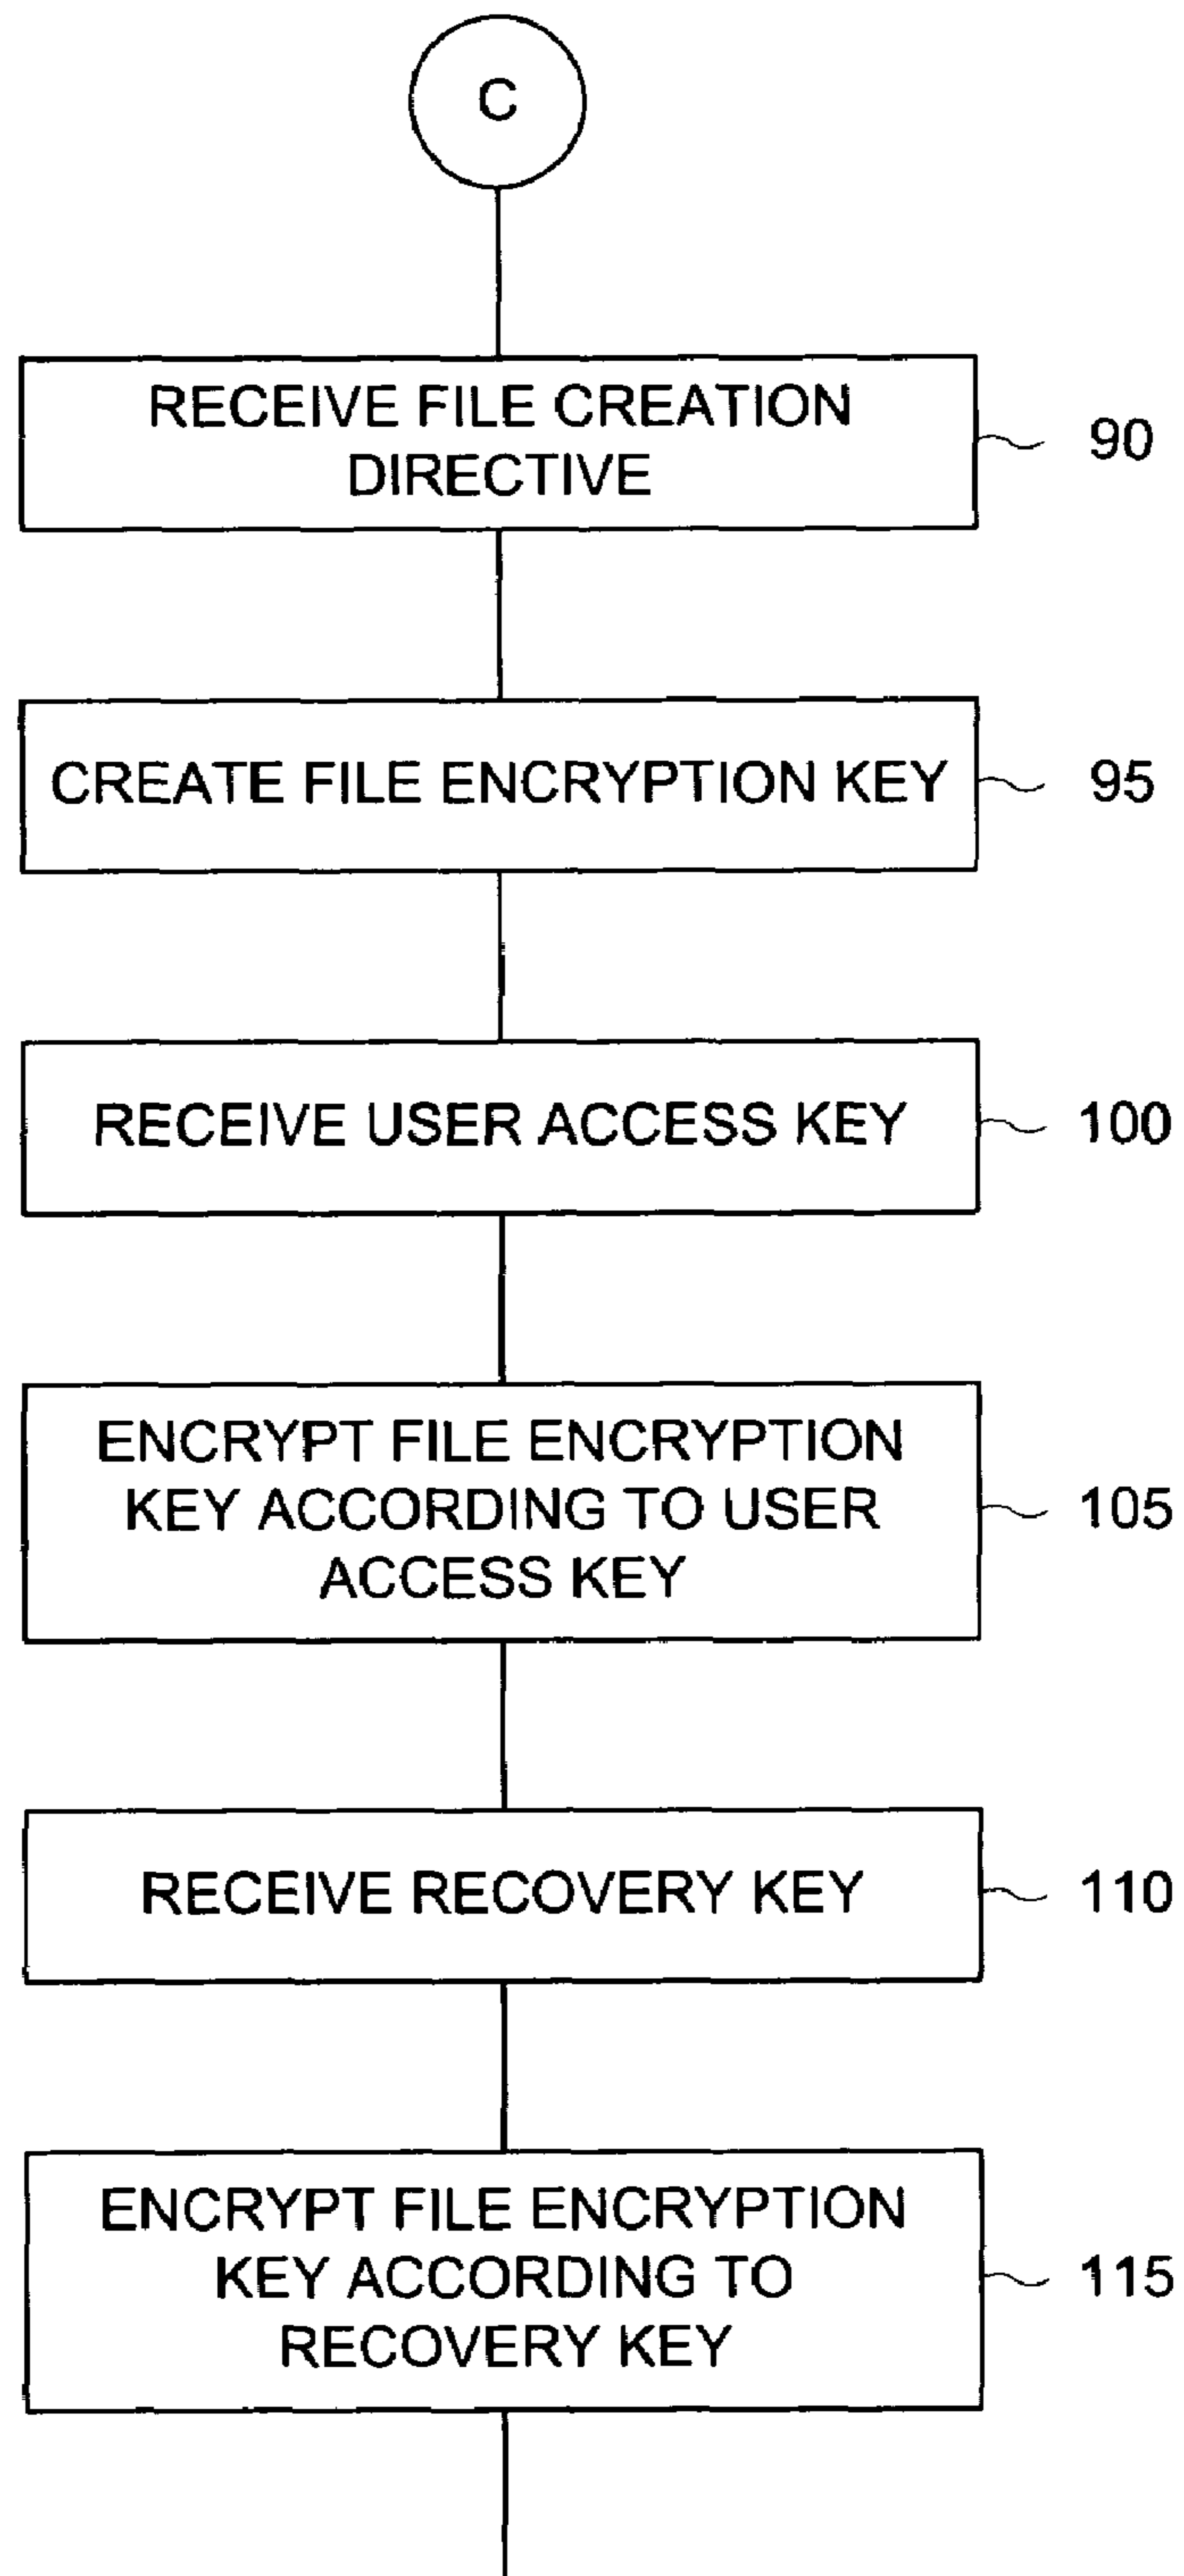 C
RECEIVE FILE CREATION
DIRECTIVE
90
CREATE FILE ENCRYPTION KEY
95
RECEIVE USER ACCESS KEY
100
ENCRYPT FILE ENCRYPTION
KEY ACCORDING TO USER
ACCESS KEY
105
RECEIVE RECOVERY KEY
110
ENCRYPT FILE ENCRYPTION
KEY ACCORDING TO
RECOVERY KEY
115